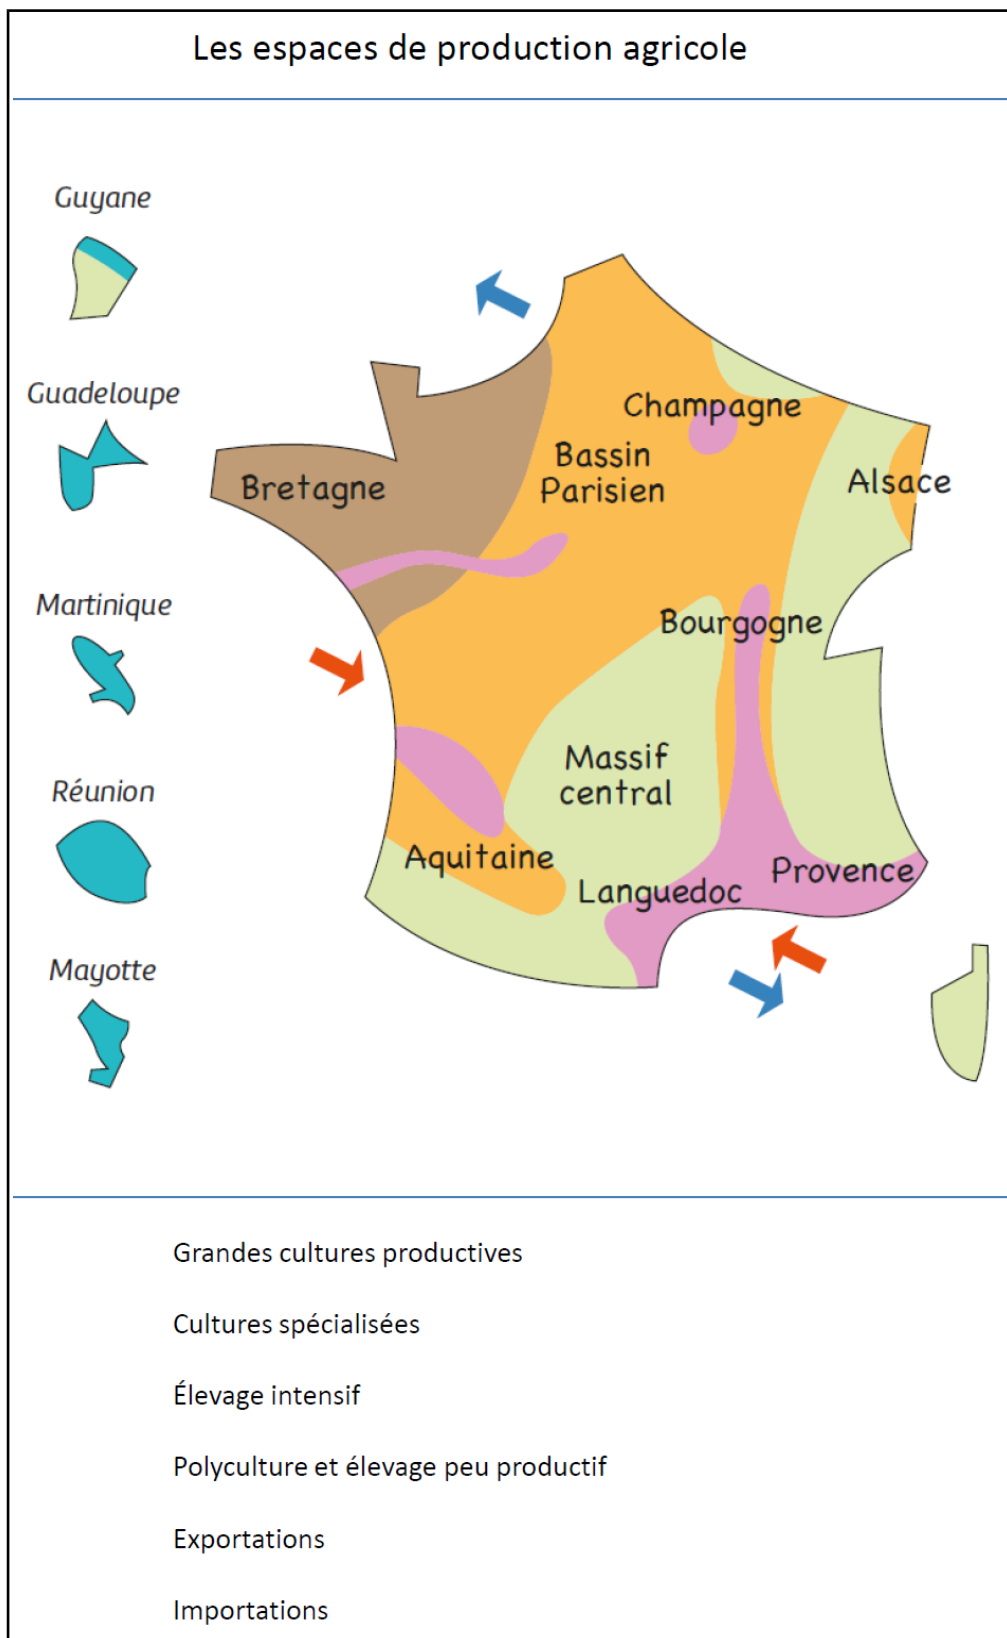 Les espaces de production agricole
Guyane
Guadeloupe
Martinique
Réunion
Mayotte
Champagne
Bassin
Parisien
Bretagne
Alsace
Bourgogne
Massif
central
Aquitaine
Languedoc
Provence
Grandes cultures productives
Cultures spécialisées
Élevage intensif
Polyculture et élevage peu productif
Exportations
Importations